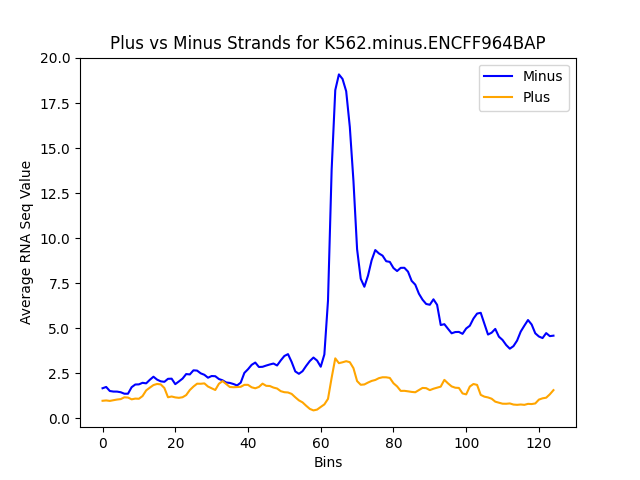 Plus vs Minus Strands for K562.minus.ENCFF964BAP
Minus
Plus
Average RNA Seq Value
20.0
17.5
15.0
12.5
10.0
7.5
5.0
2.5
0.0
0 20 40 60 80 100 120
Bins